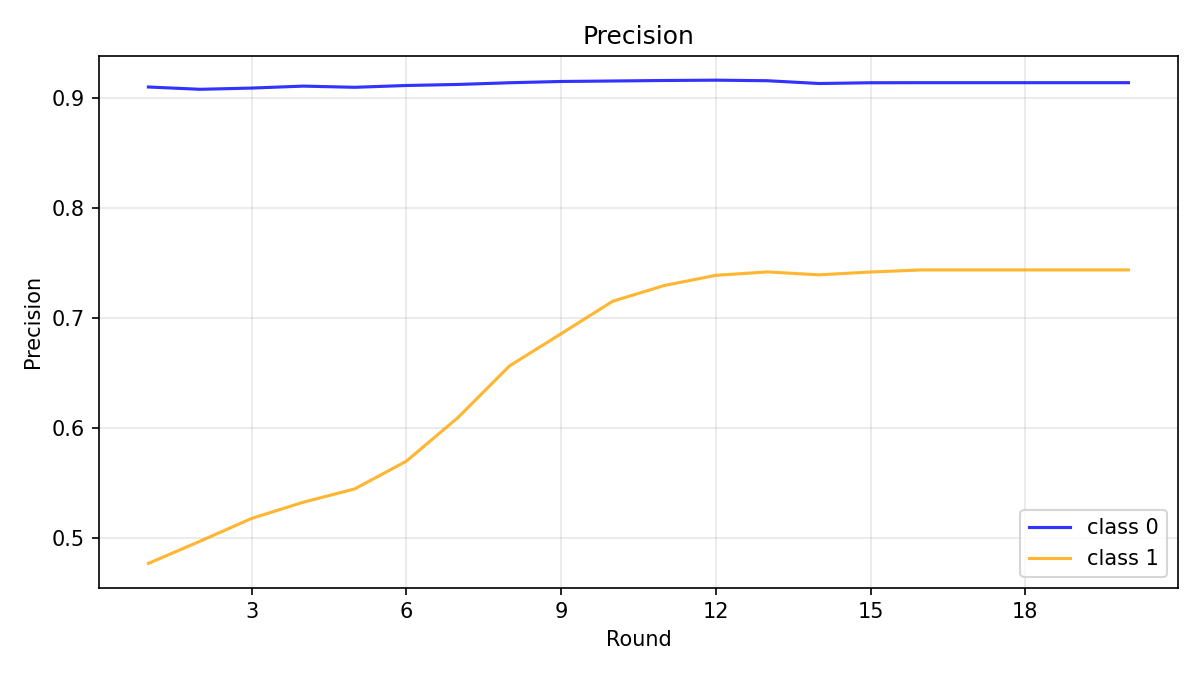 Precision
0.9
0.8
0.7
0.6
0.5
Precision
3 6 9 12 15 18
Round
class 0
class 1